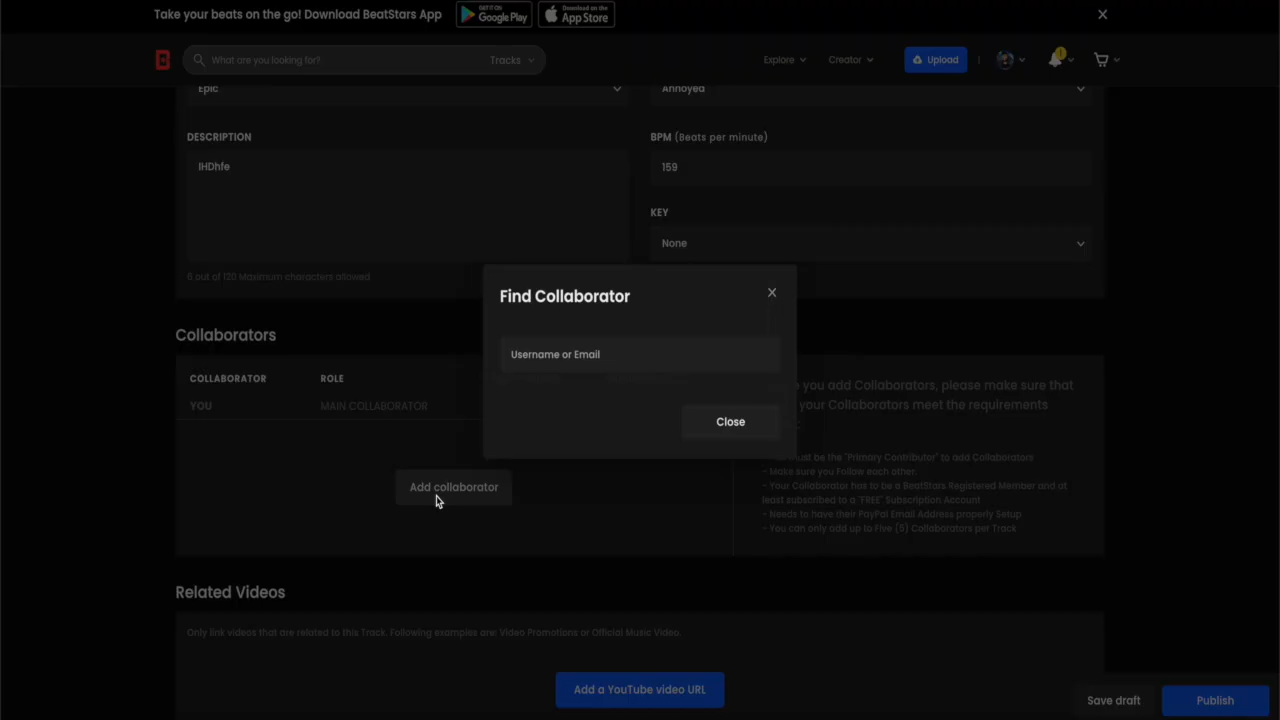 Take your beats on the go! Download BeatStars App
GET IT ON
Google Play
Download on the
App Store
What are you looking for?
Tracks
Explore
Creator
Upload
Epic
Annoyed
DESCRIPTION
BPM (Beats per minute)
IHDhfe
159
KEY
None
6 out of 120 Maximum characters allowed
Find Collaborator
Username or Email
Close
Collaborators
COLLABORATOR
ROLE
YOU
MAIN COLLABORATOR
you add Collaborators, please make sure that
your Collaborators meet the requirements
must be the "Primary Contributor" to add Collaborators
- Make sure you Follow each other.
- Your Collaborator has to be a BeatStars Registered Member and at
least subscribed to a "FREE" Subscription Account
- Needs to have their PayPal Email Address properly Setup
- You can only add up to Five (5) Collaborators per Track
Add collaborator
Related Videos
Only link videos that are related to this Track. Following examples are: Video Promotions or Official Music Video.
Add a YouTube video URL
Save draft
Publish